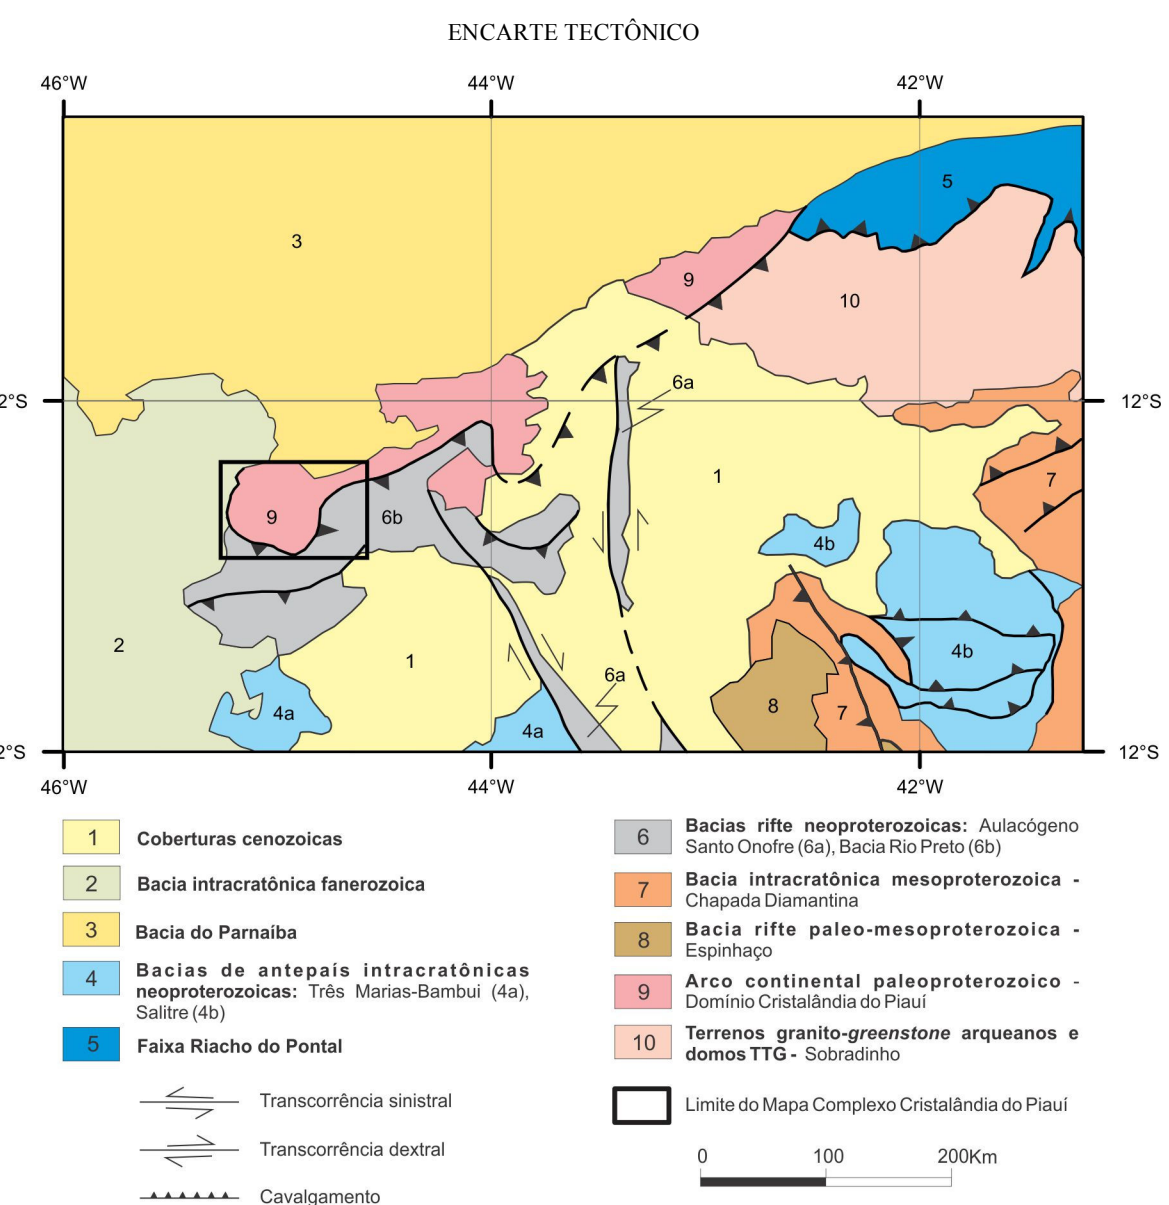 ENCARTE TECTÔNICO
46°W 44°W 42°W
5
3
9
10
6a
2°S 12°S
1
7
9
6b
4b
2
1
4b
6a
8
7
4a
4a
2°S 12°S
46°W 44°W 42°W
1 Coberturas cenozoicas
2 Bacia intracratônica fanerozoica
3 Bacia do Parnaíba
4 Bacias de antepaís intracratônicas
neoproterozoicas: Três Marias-Bambui (4a),
Salitre (4b)
5 Faixa Riacho do Pontal
Transcorrência sinistral
Transcorrência dextral
Cavalgamento
6 Bacias rifte neoproterozoicas: Aulacógeno
Santo Onofre (6a), Bacia Rio Preto (6b)
7 Bacia intracratônica mesoproterozoica -
Chapada Diamantina
8 Bacia rifte paleo-mesoproterozoica -
Espinhaço
9 Arco continental paleoproterozoico -
Domínio Cristalândia do Piauí
10 Terrenos granito-greenstone arqueanos e
domos TTG - Sobradinho
Limite do Mapa Complexo Cristalândia do Piauí
0 100 200Km